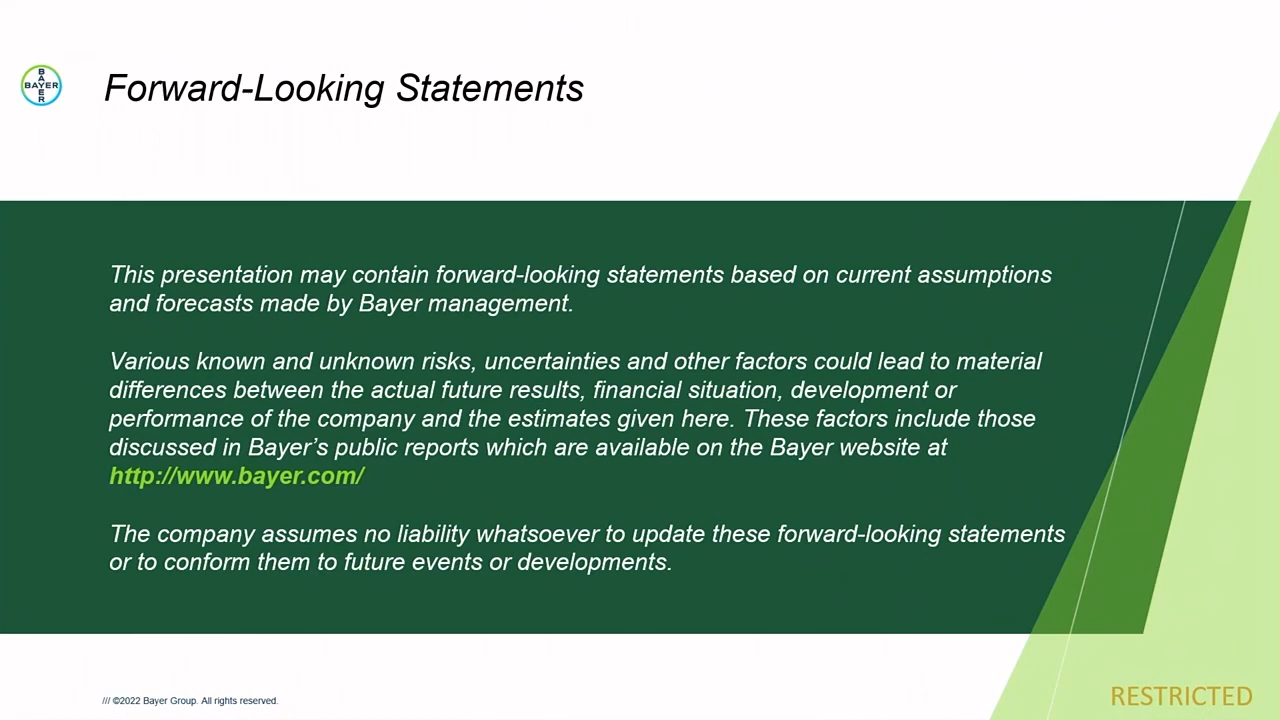 BAYER
BAYER
Forward-Looking Statements
This presentation may contain forward-looking statements based on current assumptions
and forecasts made by Bayer management.
Various known and unknown risks, uncertainties and other factors could lead to material
differences between the actual future results, financial situation, development or
performance of the company and the estimates given here. These factors include those
discussed in Bayer’s public reports which are available on the Bayer website at
http://www.bayer.com/
The company assumes no liability whatsoever to update these forward-looking statements
or to conform them to future events or developments.
/// ©2022 Bayer Group. All rights reserved.
RESTRICTED